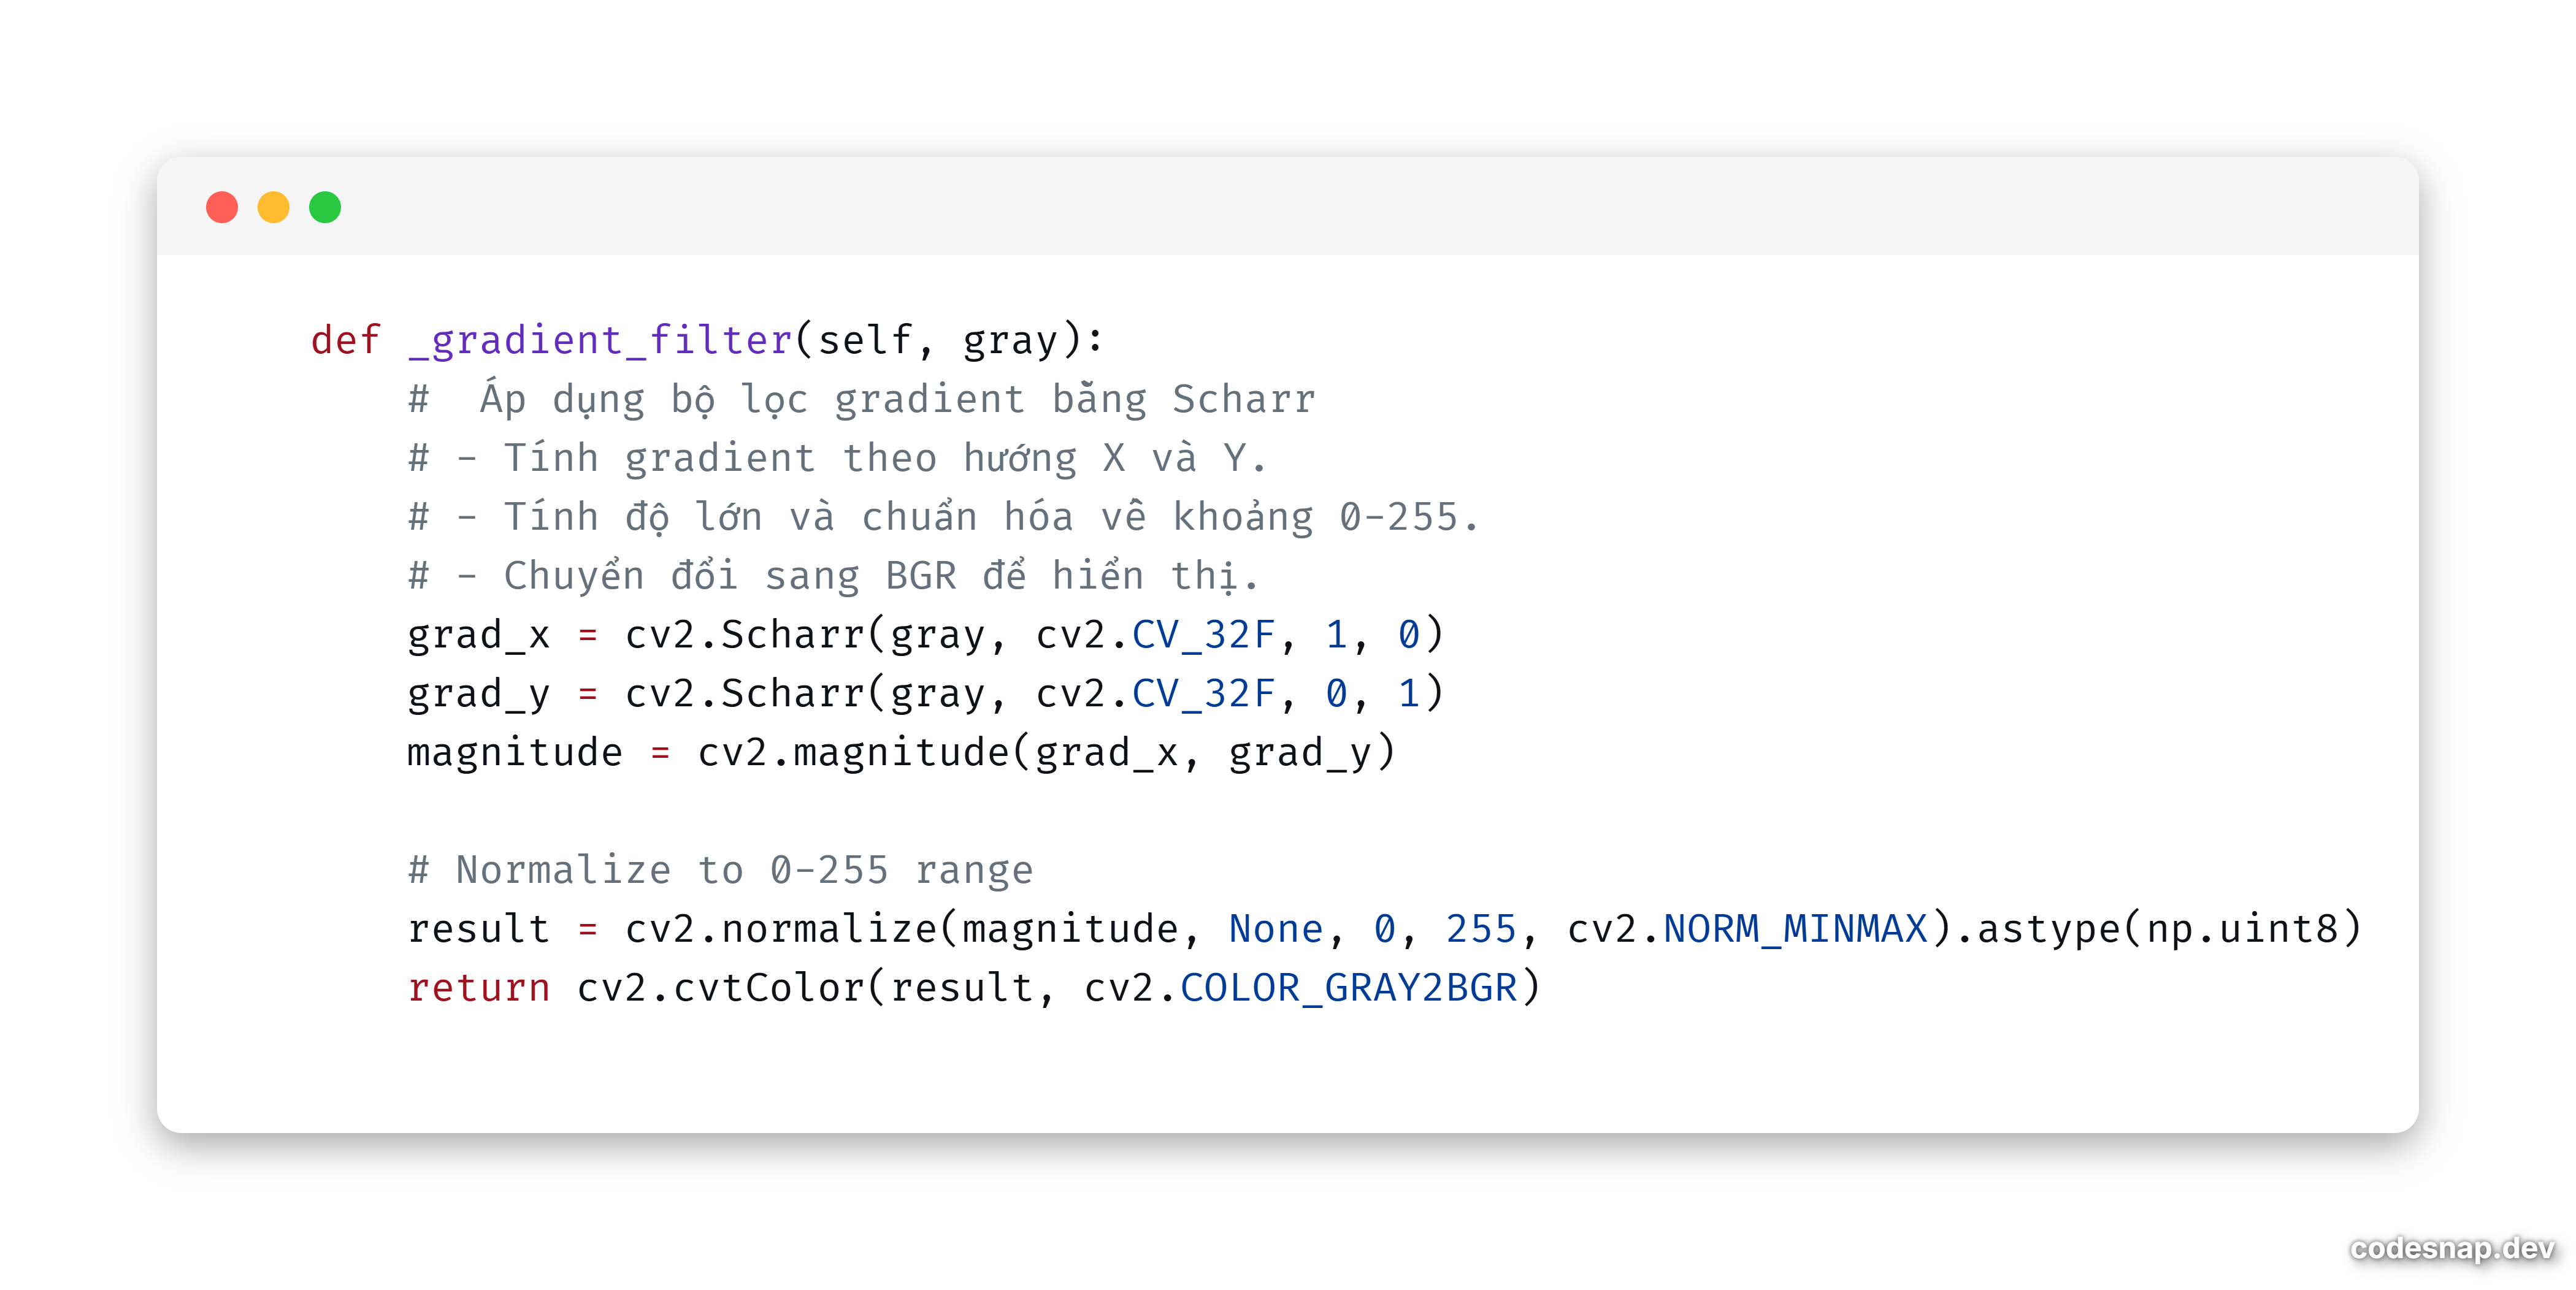 def _gradient_filter(self, gray):
#  Áp dụng bộ lọc gradient bằng Scharr
# - Tính gradient theo hướng X và Y.
# - Tính độ lớn và chuẩn hóa về khoảng 0-255.
# - Chuyển đổi sang BGR để hiển thị.
grad_x = cv2.Scharr(gray, cv2.CV_32F, 1, 0)
grad_y = cv2.Scharr(gray, cv2.CV_32F, 0, 1)
magnitude = cv2.magnitude(grad_x, grad_y)
# Normalize to 0-255 range
result = cv2.normalize(magnitude, None, 0, 255, cv2.NORM_MINMAX).astype(np.uint8)
return cv2.cvtColor(result, cv2.COLOR_GRAY2BGR)
codesnap.dev